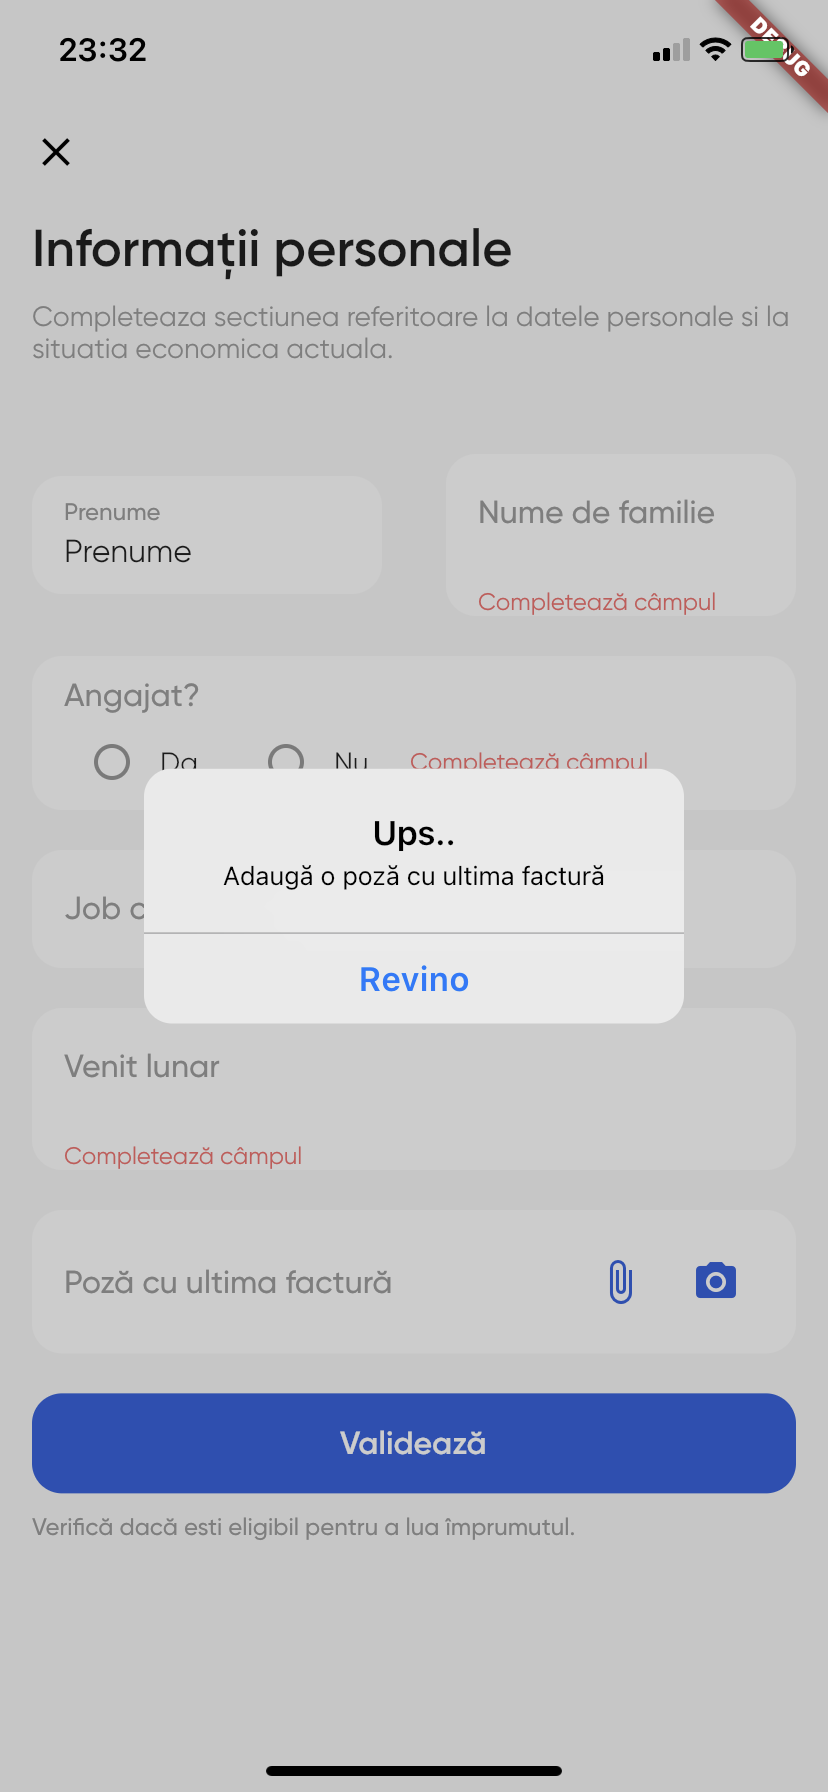 23:32
DEBUG
Informații personale
Completeaza sectiunea referitoare la datele personale si la
situatia economica actuala.
Prenume
Prenume
Nume de familie
Completează câmpul
Angajat?
Da
Nu
Completează câmpul
Ups..
Adaugă o poză cu ultima factură
Job
Revino
Venit lunar
Completează câmpul
Poză cu ultima factură
Validează
Verifică dacă esti eligibil pentru a lua împrumutul.